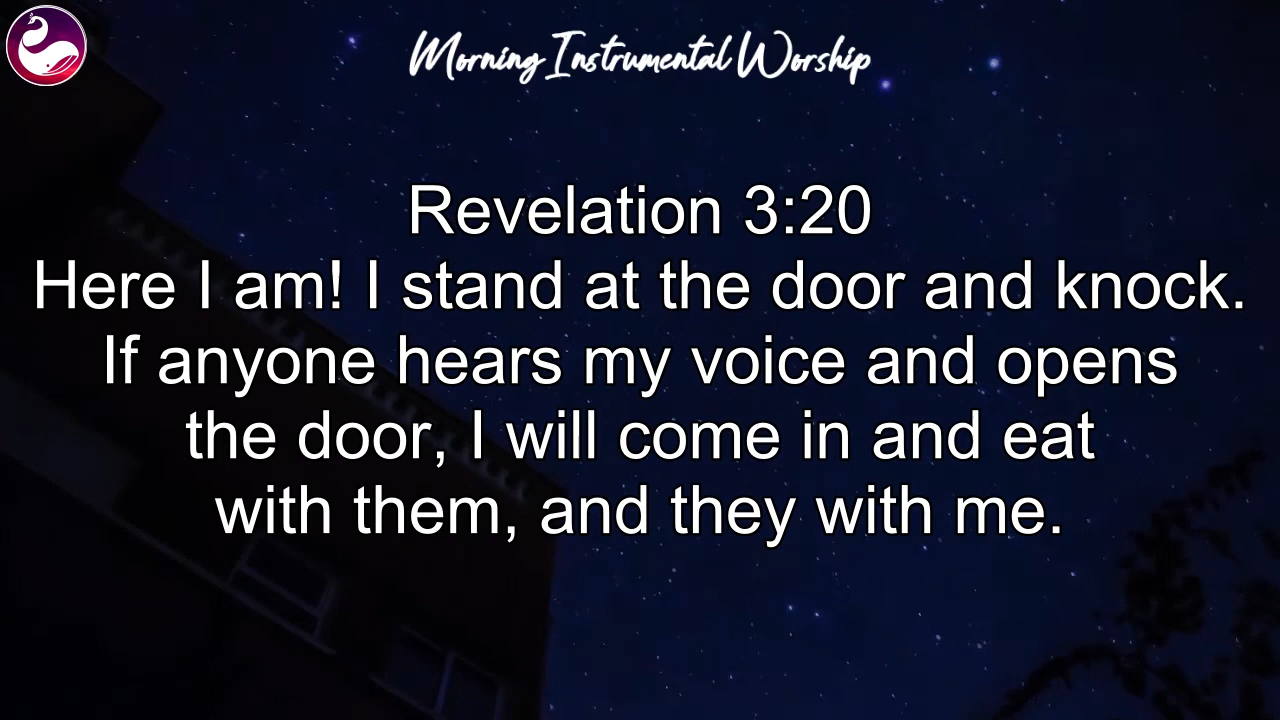 Morning Instrumental Worship
Revelation 3:20
Here I am! I stand at the door and knock.
If anyone hears my voice and opens
the door, I will come in and eat
with them, and they with me.